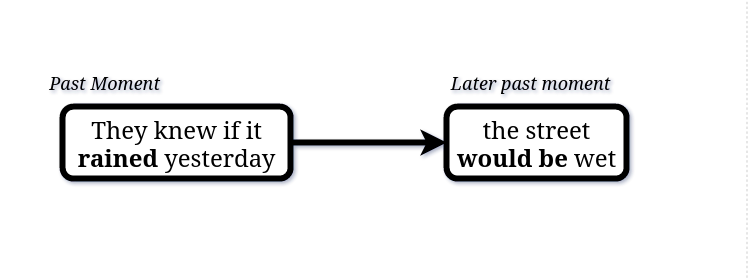 Past Moment
They knew if it
rained yesterday
Later past moment
the street
would be wet